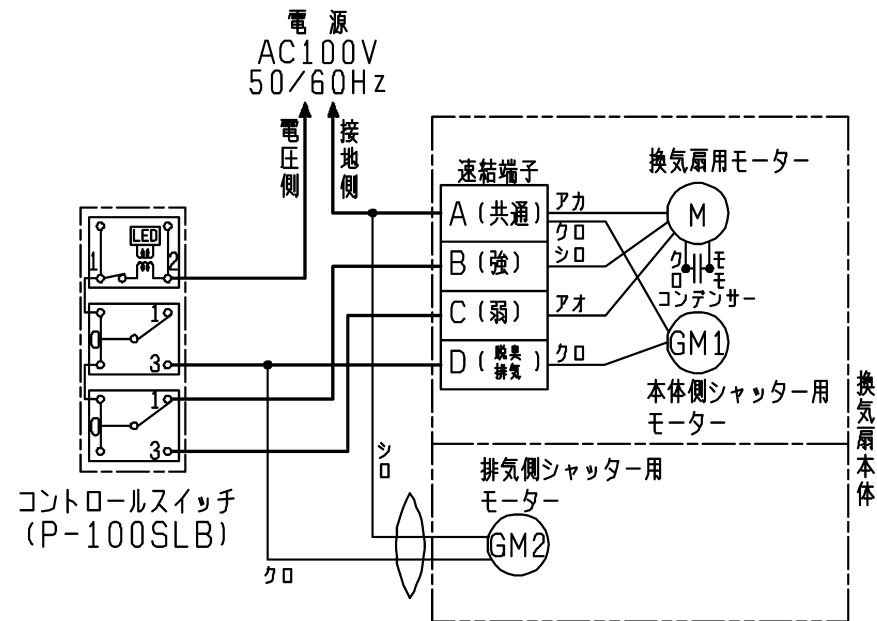 電源
AC100V
50/60Hz
電圧側
接地側
速結端子
A(共通)
B(強)
C(弱)
D(脱臭排気)
アカ
クロ
シロ
アオ
クロ
換気扇用モーター
M
クロ
モモ
コンデンサー
GM1
本体側シャッター用
モーター
換気扇本体
LED
1
2
0
1
3
0
1
3
コントロールスイッチ
(P-100SLB)
シロ
クロ
排気側シャッター用
モーター
GM2